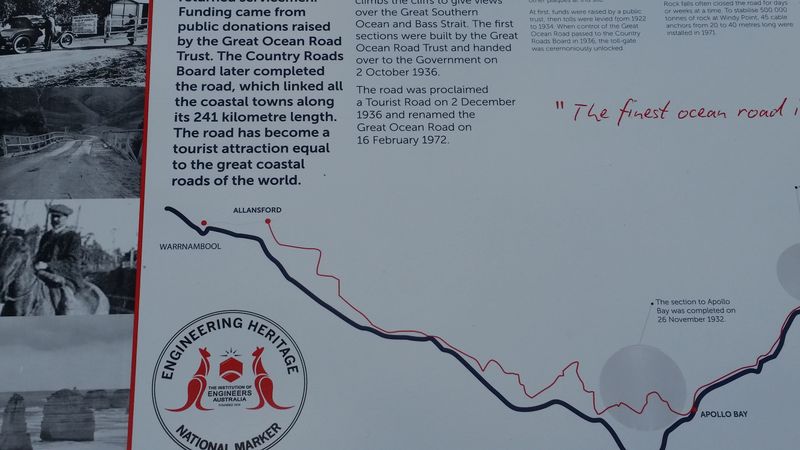 returned servicemen.
Funding came from
public donations raised
by the Great Ocean Road
Trust. The Country Roads
Board later completed
the road, which linked all
the coastal towns along
its 241 kilometre length.
The road has become a
tourist attraction equal
to the great coastal
roads of the world.
climbs the cliffs to give views
over the Great Southern
Ocean and Bass Strait. The first
sections were built by the Great
Ocean Road Trust and handed
over to the Government on
2 October 1936.
The road was proclaimed
a Tourist Road on 2 December
1936 and renamed the
Great Ocean Road on
16 February 1972.
At first, funds were raised by a public
trust, then tolls were levied from 1922
to 1934. When control of the Great
Ocean Road passed to the Country
Roads Board in 1936, the toll-gate
was ceremoniously unlocked.
Rock falls often closed the road for days
or weeks at a time. To stabilise 500,000
tonnes of rock at Windy Point, 45 cable
anchors from 20 to 40 metres long were
installed in 1971.
" The finest ocean road i
ALLANSFORD
WARRNAMBOOL
The section to Apollo
Bay was completed on
26 November 1932.
APOLLO BAY
ENGINEERING HERITAGE
THE INSTITUTION OF
ENGINEERS
AUSTRALIA
FOUNDED 1919
NATIONAL MARKER